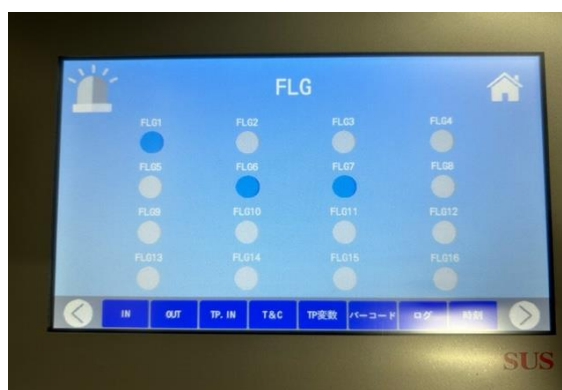 FLG
FLG1 FLG2 FLG3 FLG4
FLG5 FLG6 FLG7 FLG8
FLG9 FLG10 FLG11 FLG12
FLG13 FLG14 FLG15 FLG16
IN OUT TP.IN T&C TP変数 バーコード ログ 時刻
SUS